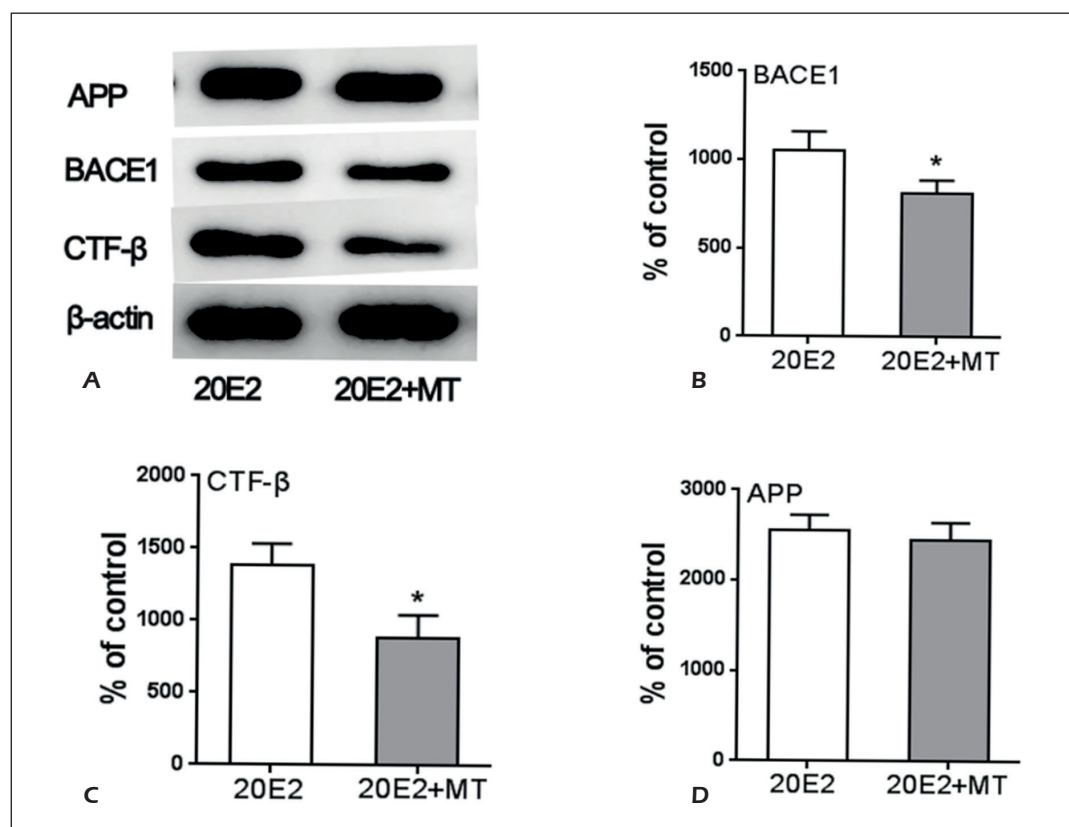 APP
BACE1
CTF-β
β-actin
20E2 20E2+MT
A
BACE1
% of control
1500
1000
500
0
*
20E2 20E2+MT
B
CTF-β
% of control
2000
1500
1000
500
0
*
20E2 20E2+MT
C
APP
% of control
3000
2000
1000
0
20E2 20E2+MT
D